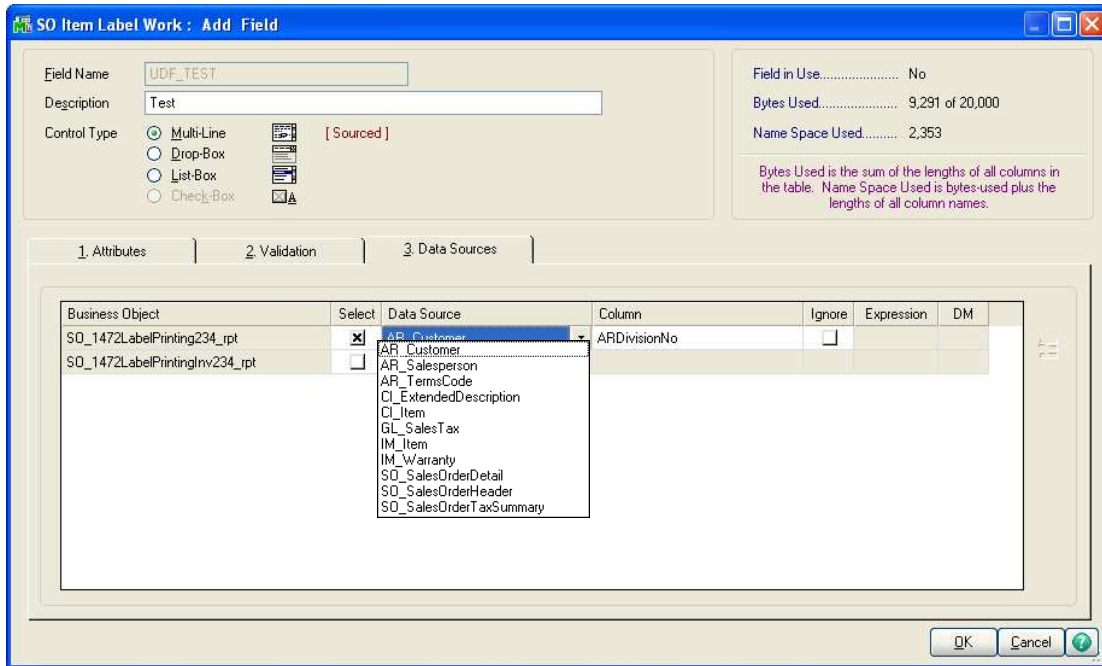 SO Item Label Work : Add Field
Field Name UDF_TEST
Description Test
Control Type Multi-Line [ Sourced ]
Drop-Box
List-Box
Check-Box
Field in Use...................... No
Bytes Used...................... 9,291 of 20,000
Name Space Used......... 2,353
Bytes Used is the sum of the lengths of all columns in
the table. Name Space Used is bytes-used plus the
lengths of all column names.
1. Attributes 2. Validation 3. Data Sources
Business Object Select Data Source Column Ignore Expression DM
SO_1472LabelPrinting234_rpt AR_Customer ARDivisionNo
SO_1472LabelPrintingInv234_rpt
AR_Customer
AR_Salesperson
AR_TermsCode
CI_ExtendedDescription
CI_Item
GL_SalesTax
IM_Item
IM_Warranty
SO_SalesOrderDetail
SO_SalesOrderHeader
SO_SalesOrderTaxSummary
OK Cancel